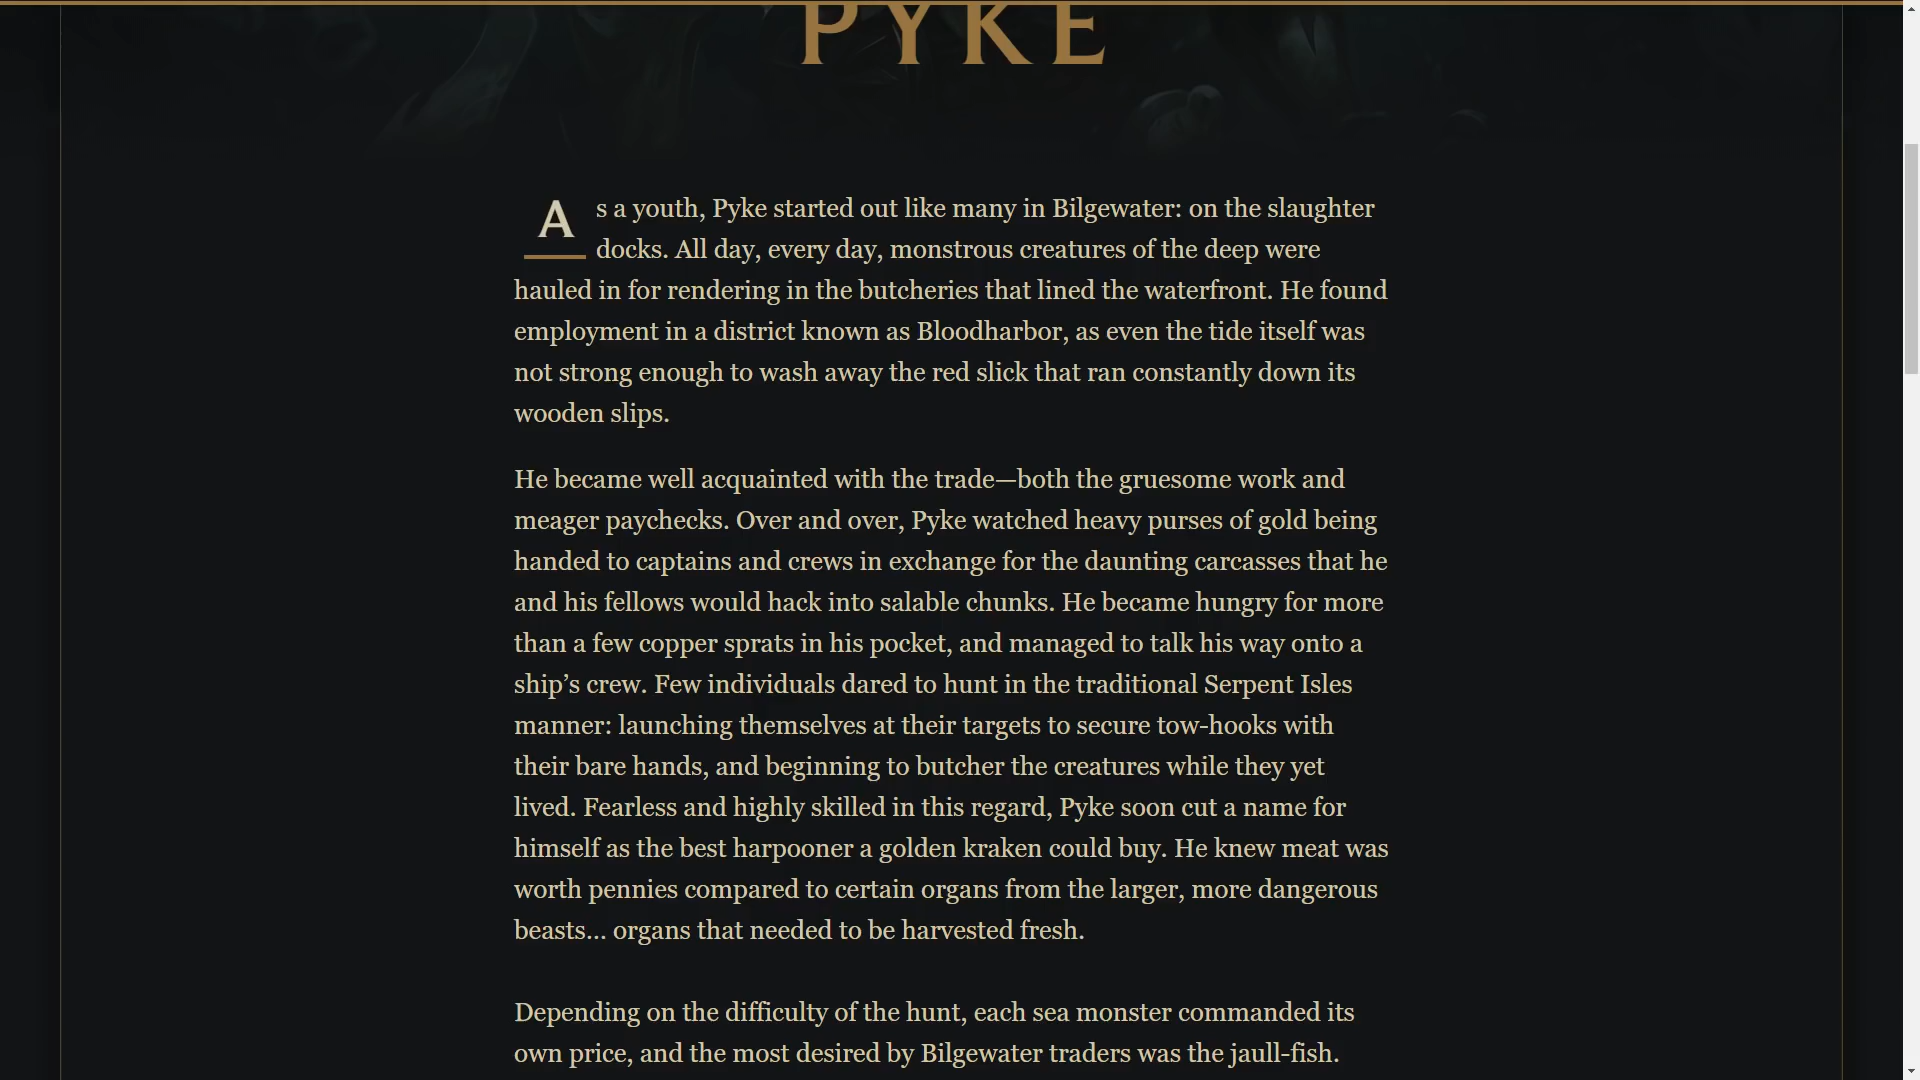 PYKE
As a youth, Pyke started out like many in Bilgewater: on the slaughter
docks. All day, every day, monstrous creatures of the deep were
hauled in for rendering in the butcheries that lined the waterfront. He found
employment in a district known as Bloodharbor, as even the tide itself was
not strong enough to wash away the red slick that ran constantly down its
wooden slips.
He became well acquainted with the trade—both the gruesome work and
meager paychecks. Over and over, Pyke watched heavy purses of gold being
handed to captains and crews in exchange for the daunting carcasses that he
and his fellows would hack into salable chunks. He became hungry for more
than a few copper sprats in his pocket, and managed to talk his way onto a
ship’s crew. Few individuals dared to hunt in the traditional Serpent Isles
manner: launching themselves at their targets to secure tow-hooks with
their bare hands, and beginning to butcher the creatures while they yet
lived. Fearless and highly skilled in this regard, Pyke soon cut a name for
himself as the best harpooner a golden kraken could buy. He knew meat was
worth pennies compared to certain organs from the larger, more dangerous
beasts… organs that needed to be harvested fresh.
Depending on the difficulty of the hunt, each sea monster commanded its
own price, and the most desired by Bilgewater traders was the jaull-fish.